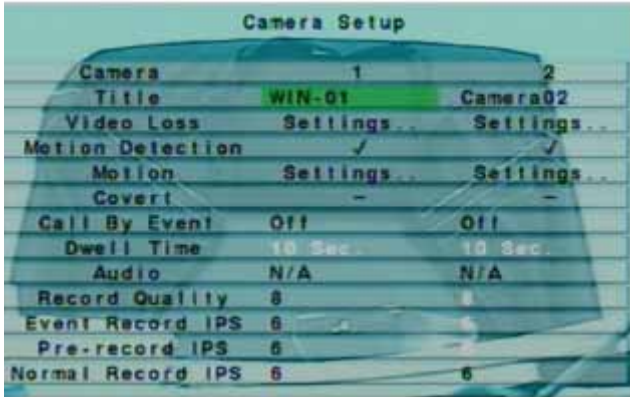 Camera Setup
Camera 1 2
Title WIN-01 Camera02
Video Loss Settings.. Settings..
Motion Detection ✓ ✓
Motion Settings.. Settings..
Covert – –
Call By Event Off Off
Dwell Time 10 Sec. 10 Sec.
Audio N/A N/A
Record Quality 8 8
Event Record IPS 6
Pre-record IPS 6
Normal Record IPS 6 6